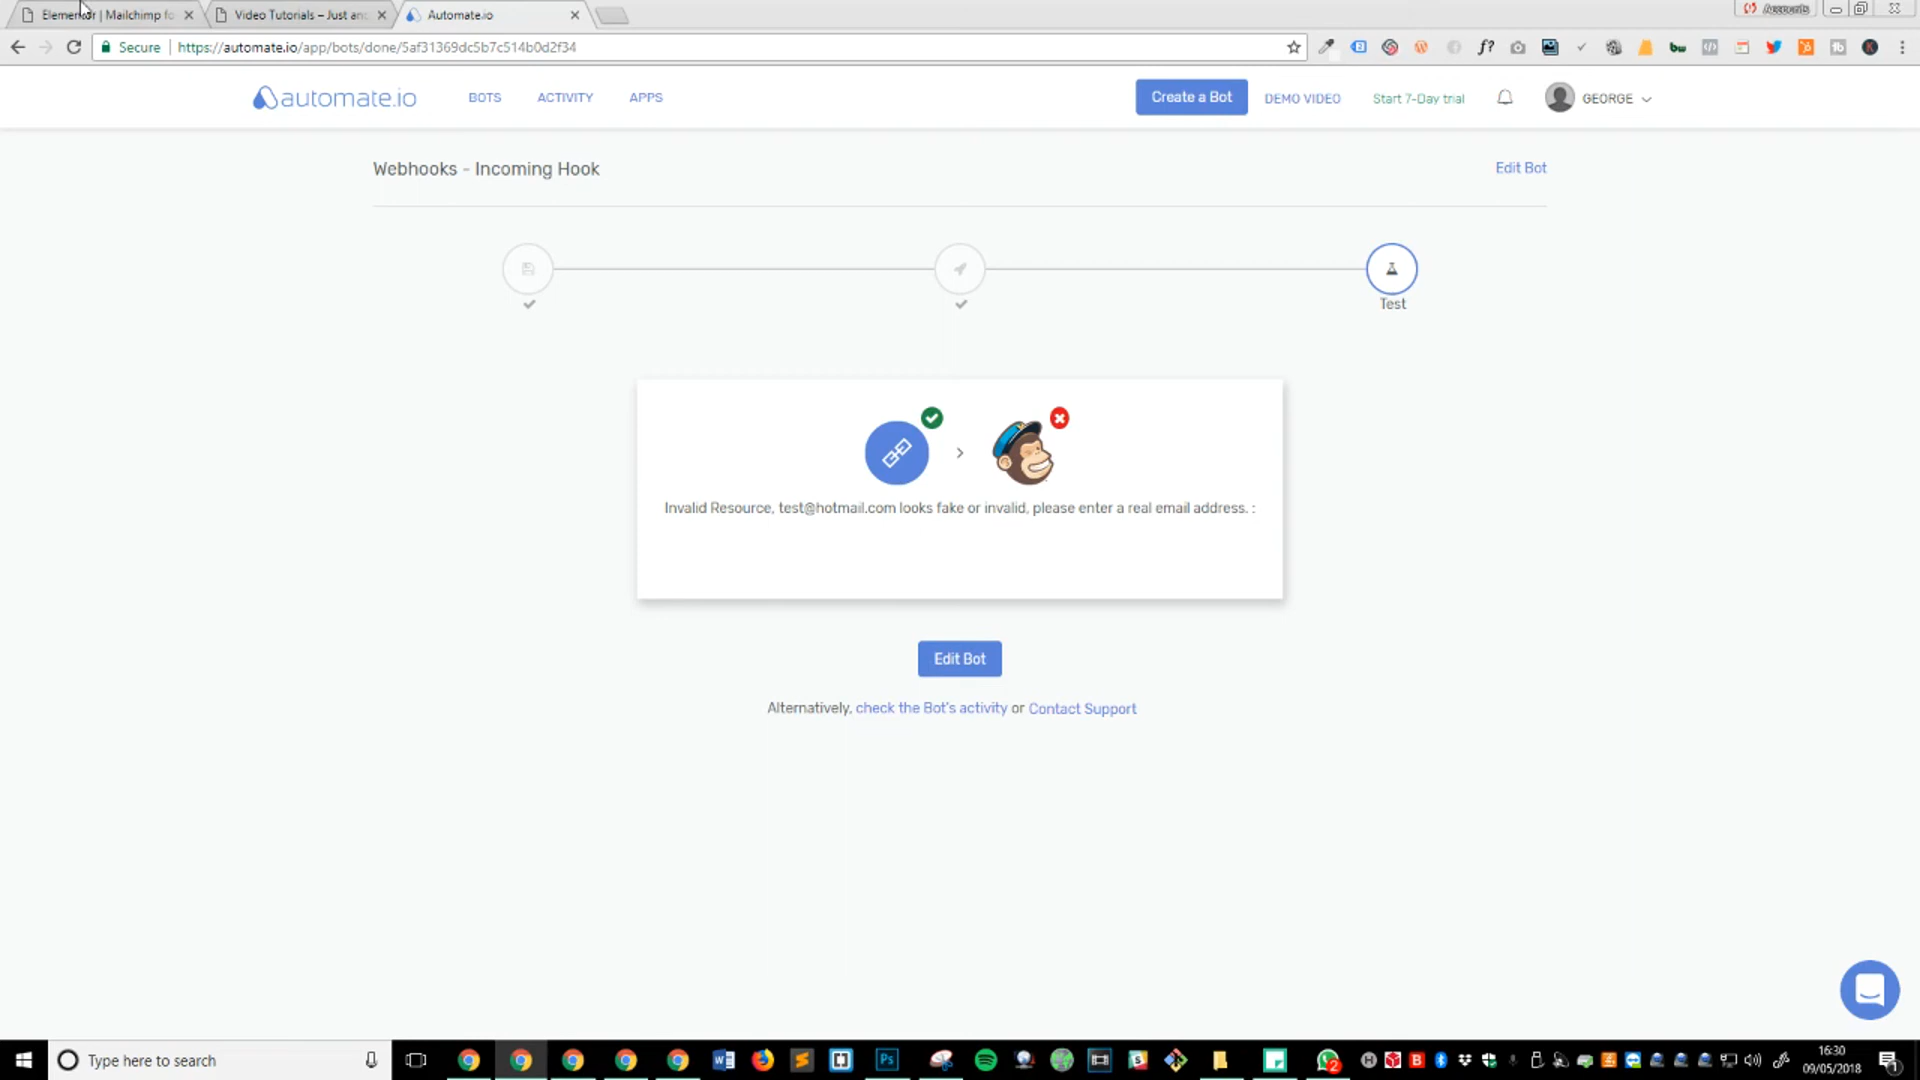 Elementor | Mailchimp fo
Video Tutorials – Just an
Automate.io
Accounts
Secure
https://automate.io/app/bots/done/5af31369dc5b7c514b0d2f34
automate.io
BOTS
ACTIVITY
APPS
Create a Bot
DEMO VIDEO
Start 7-Day trial
GEORGE
Webhooks - Incoming Hook
Edit Bot
Test
Invalid Resource, test@hotmail.com looks fake or invalid, please enter a real email address. :
Edit Bot
Alternatively, check the Bot's activity or Contact Support
Type here to search
16:30
09/05/2018